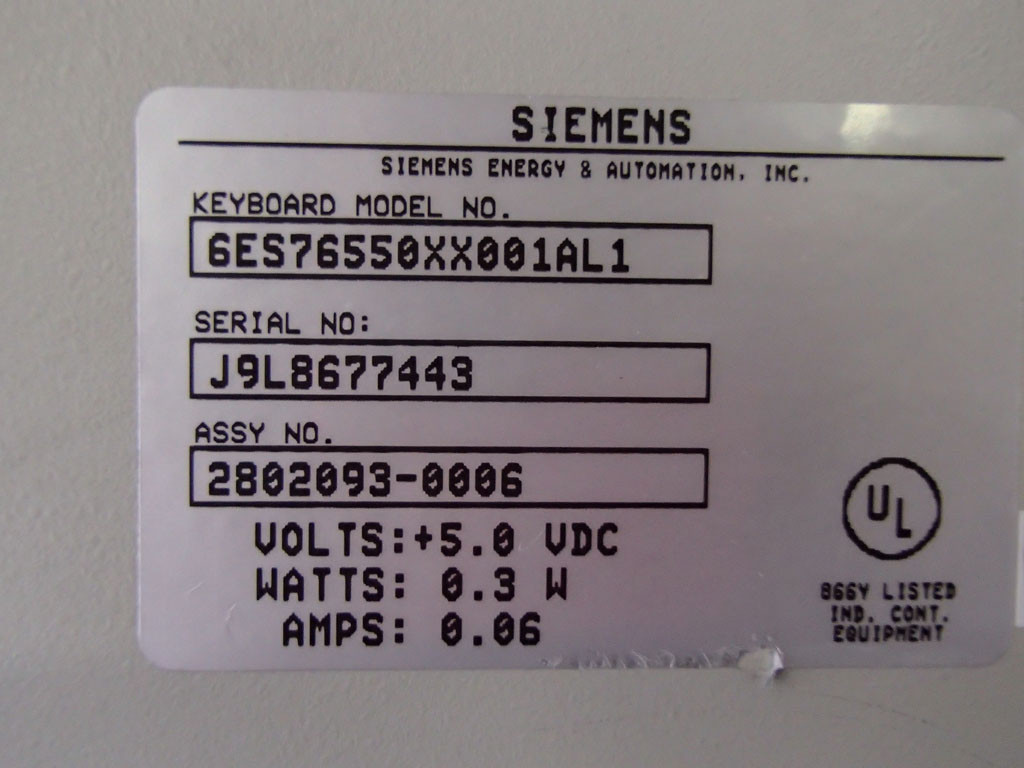 SIEMENS
SIEMENS ENERGY & AUTOMATION, INC.
KEYBOARD MODEL NO.
6ES76550XX001AL1
SERIAL NO:
J9L8677443
ASSY NO.
2802093-0006
VOLTS:+5.0 VDC
WATTS: 0.3 W
AMPS: 0.06
UL
866Y LISTED
IND. CONT.
EQUIPMENT